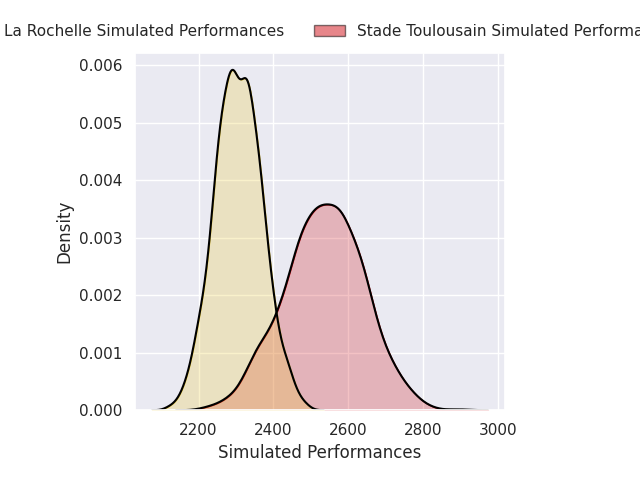 La Rochelle Simulated Performances
Stade Toulousain Simulated Performa
0.006
0.005
0.004
0.003
0.002
0.001
0.000
Density
2200 2400 2600 2800 3000
Simulated Performances